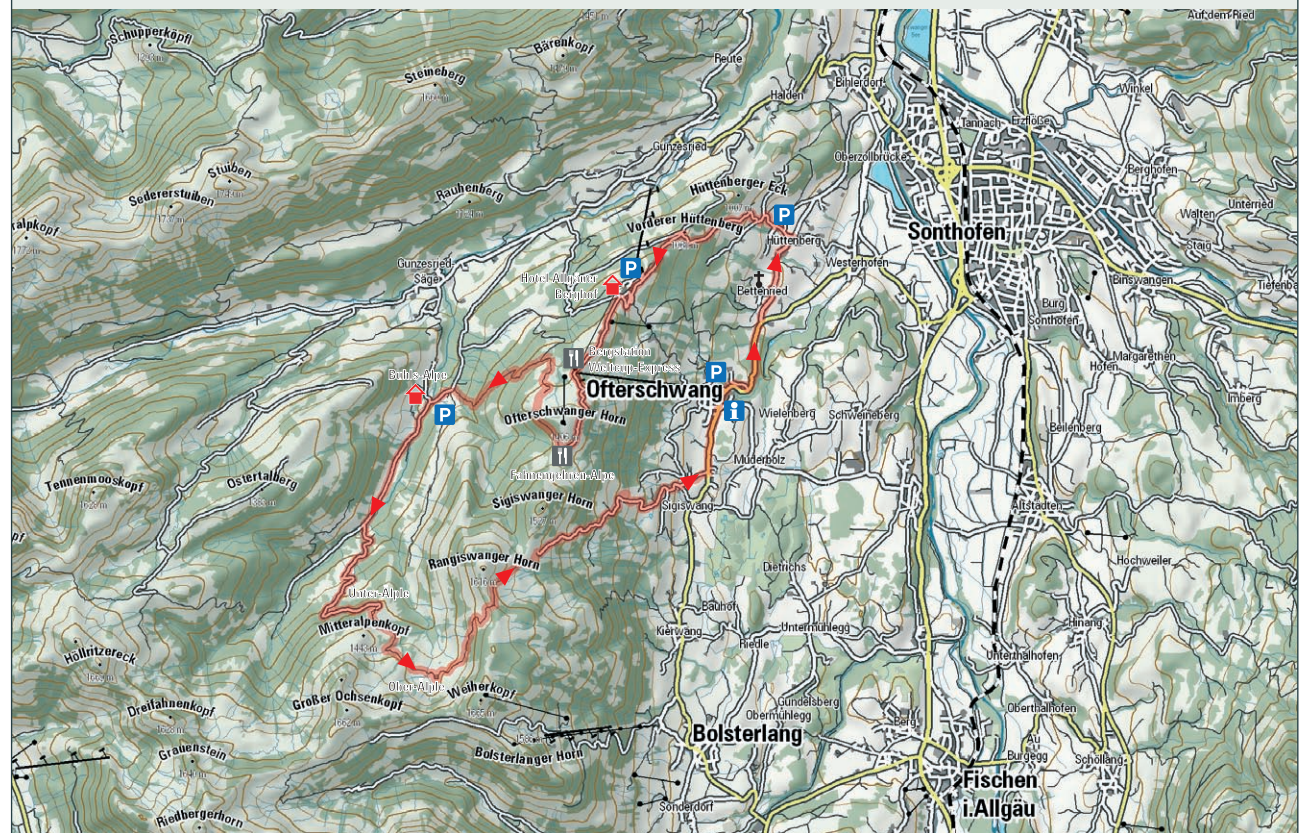 Auf dem Ried
Schupperköpfl
Bärenkopf
Reute
Steineberg
Bihlerdorf
Winkel
Halden
Tannach
Erzflöße
Gunzesried
Oberzollbrücke
Berghofen
Stuiben
Sedererstuiben
Rauhenberg
Hüttenberger Eck
Unterried
Walten
P
Vorderer Hüttenberg
Sonthofen
Hüttenberg
Staig
Westerhofen
Gunzesried-
Säge
P
Hotel Allgäuer
Berghof
Bettenried
Binswangen
Burg
Sonthofen
Bergstation
Weltcup-Express
Margarethen
Hofen
P
Ofterschwang
Imberg
P
Ofterschwanger Horn
i
Wielenberg
Schweineberg
Beilenberg
Muderbolz
Fahnengehren-Alpe
Ostertalberg
Tennenmooskopf
Sigiswanger Horn
Sigiswang
Altstädten
Rangiswanger Horn
Hochweiler
Dietrichs
Unter-Alple
Bauhof
Mitteralpenkopf
Kierwang
Untermühlegg
Hinang
Riedle
Höllritzereck
Unterthalhofen
Ober-Alple
Weiherkopf
Großer Ochsenkopf
Gundelsberg
Obermühlegg
Oberthalhofen
Berg
Bolsterlang
Grauenstein
Bolsterlanger Horn
Au
Burgegg
Schöllang
Fischen
i.Allgäu
Sonderdorf
Riedbergerhorn